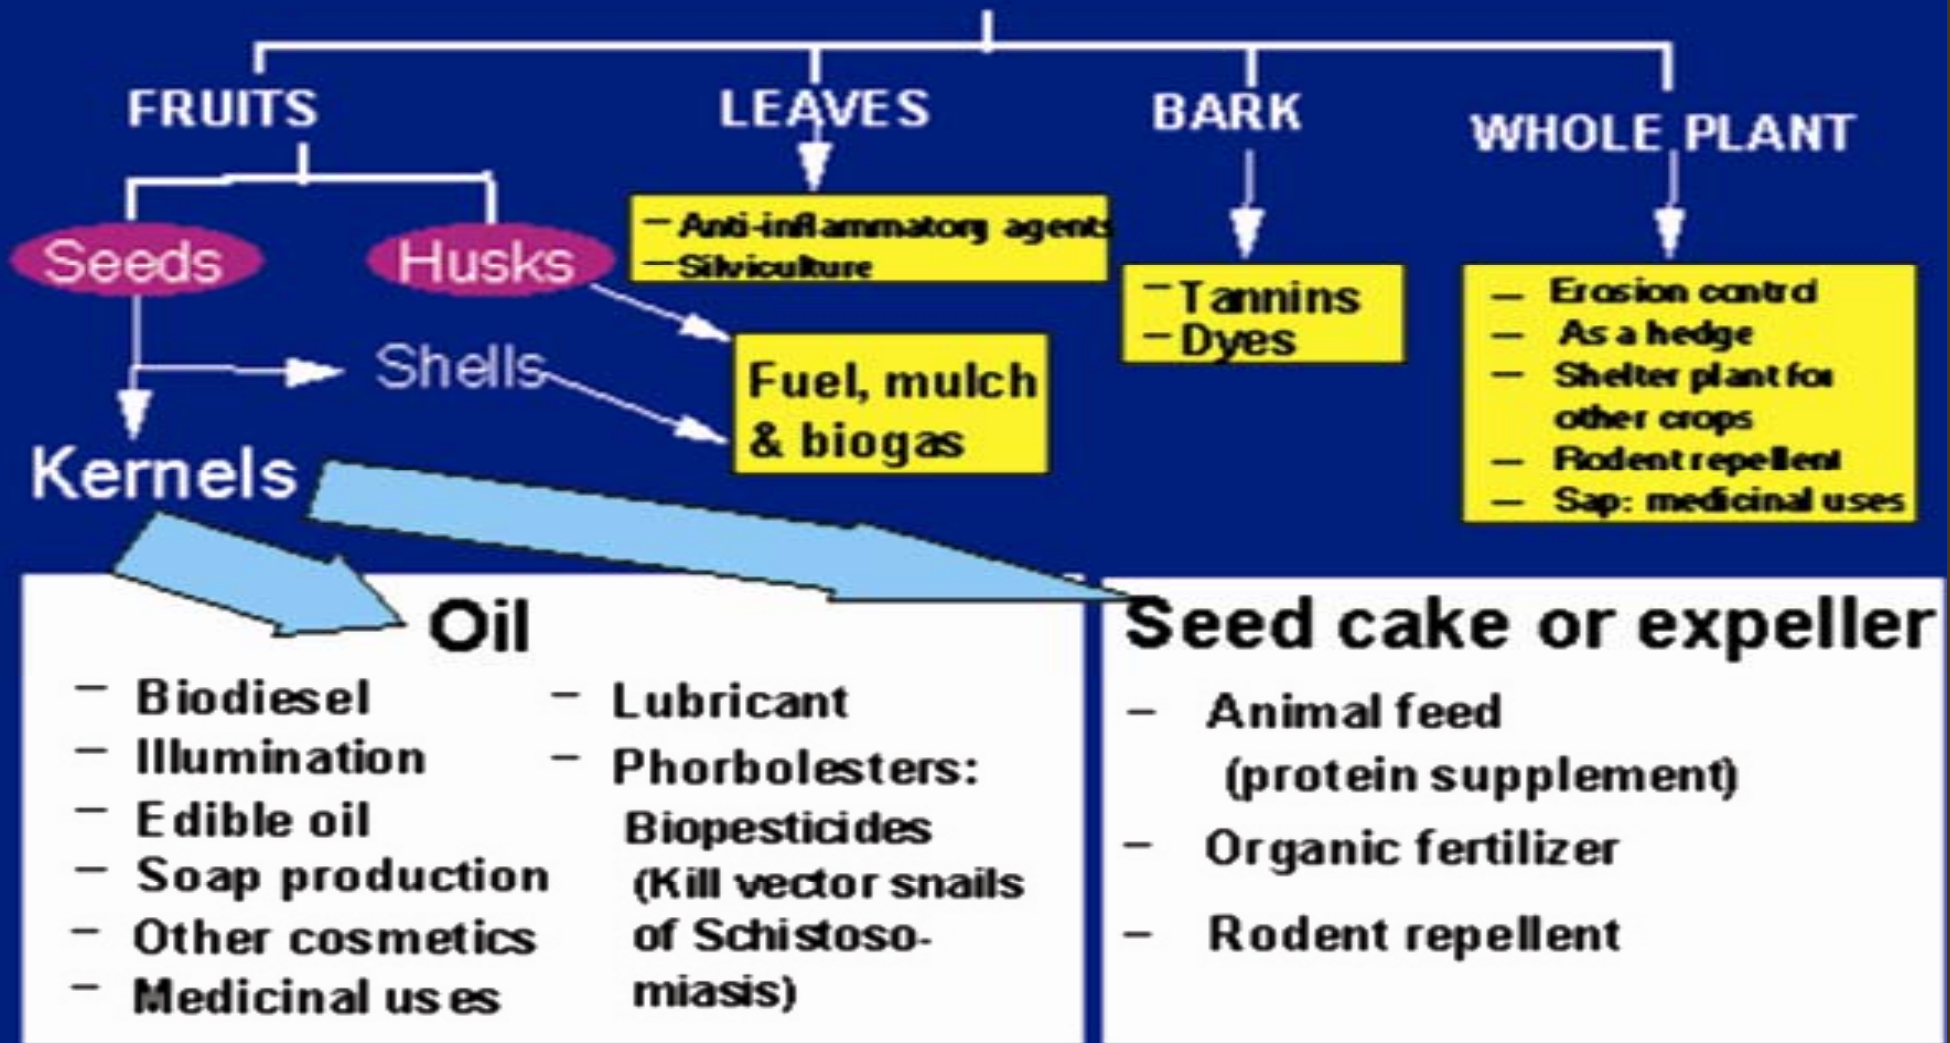 FRUITS
LEAVES
BARK
WHOLE PLANT
Seeds
Husks
– Anti-inflammatory agents
– Silviculture
– Tannins
– Dyes
– Erosion control
– As a hedge
– Shelter plant for
other crops
– Rodent repellent
– Sap: medicinal uses
Shells
Fuel, mulch
& biogas
Kernels
Oil
– Biodiesel
– Illumination
– Edible oil
– Soap production
– Other cosmetics
– Medicinal uses
– Lubricant
– Phorbolesters:
Biopesticides
(Kill vector snails
of Schistoso-
miasis)
Seed cake or expeller
– Animal feed
(protein supplement)
– Organic fertilizer
– Rodent repellent